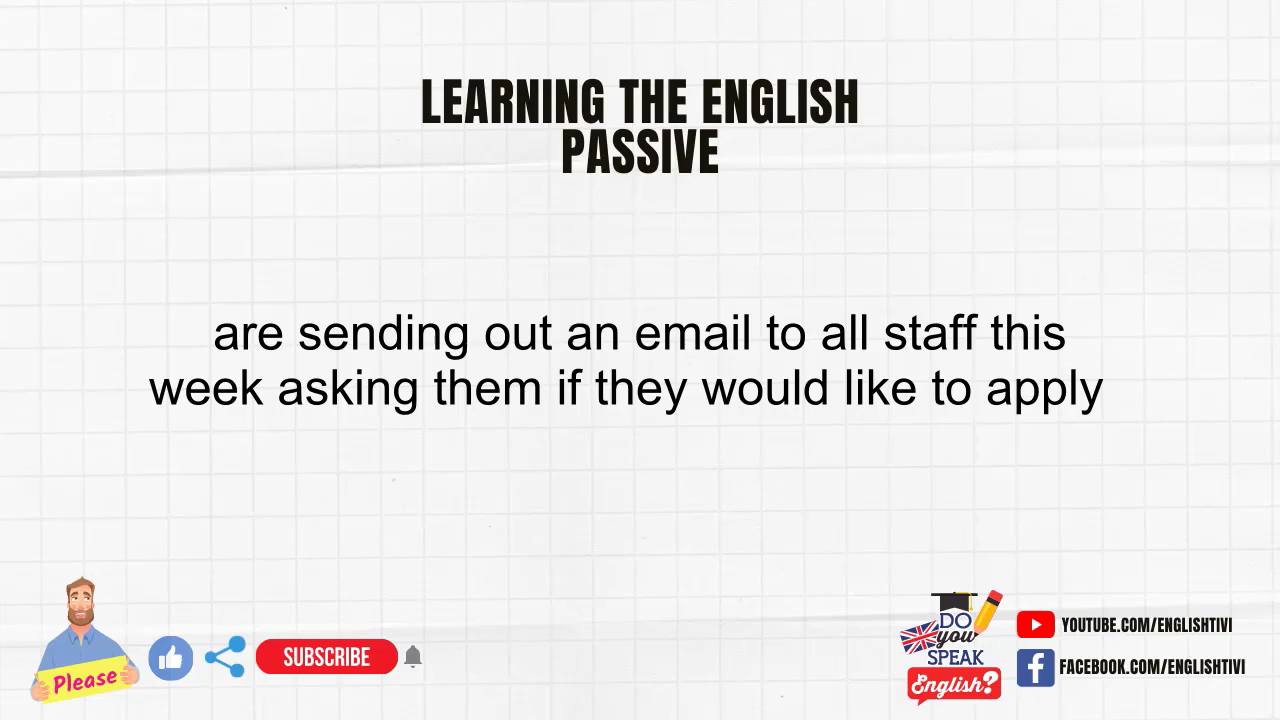 LEARNING THE ENGLISH
PASSIVE
are sending out an email to all staff this
week asking them if they would like to apply
Please
SUBSCRIBE
DO
you
SPEAK
English?
YOUTUBE.COM/ENGLISHTIVI
FACEBOOK.COM/ENGLISHTIVI